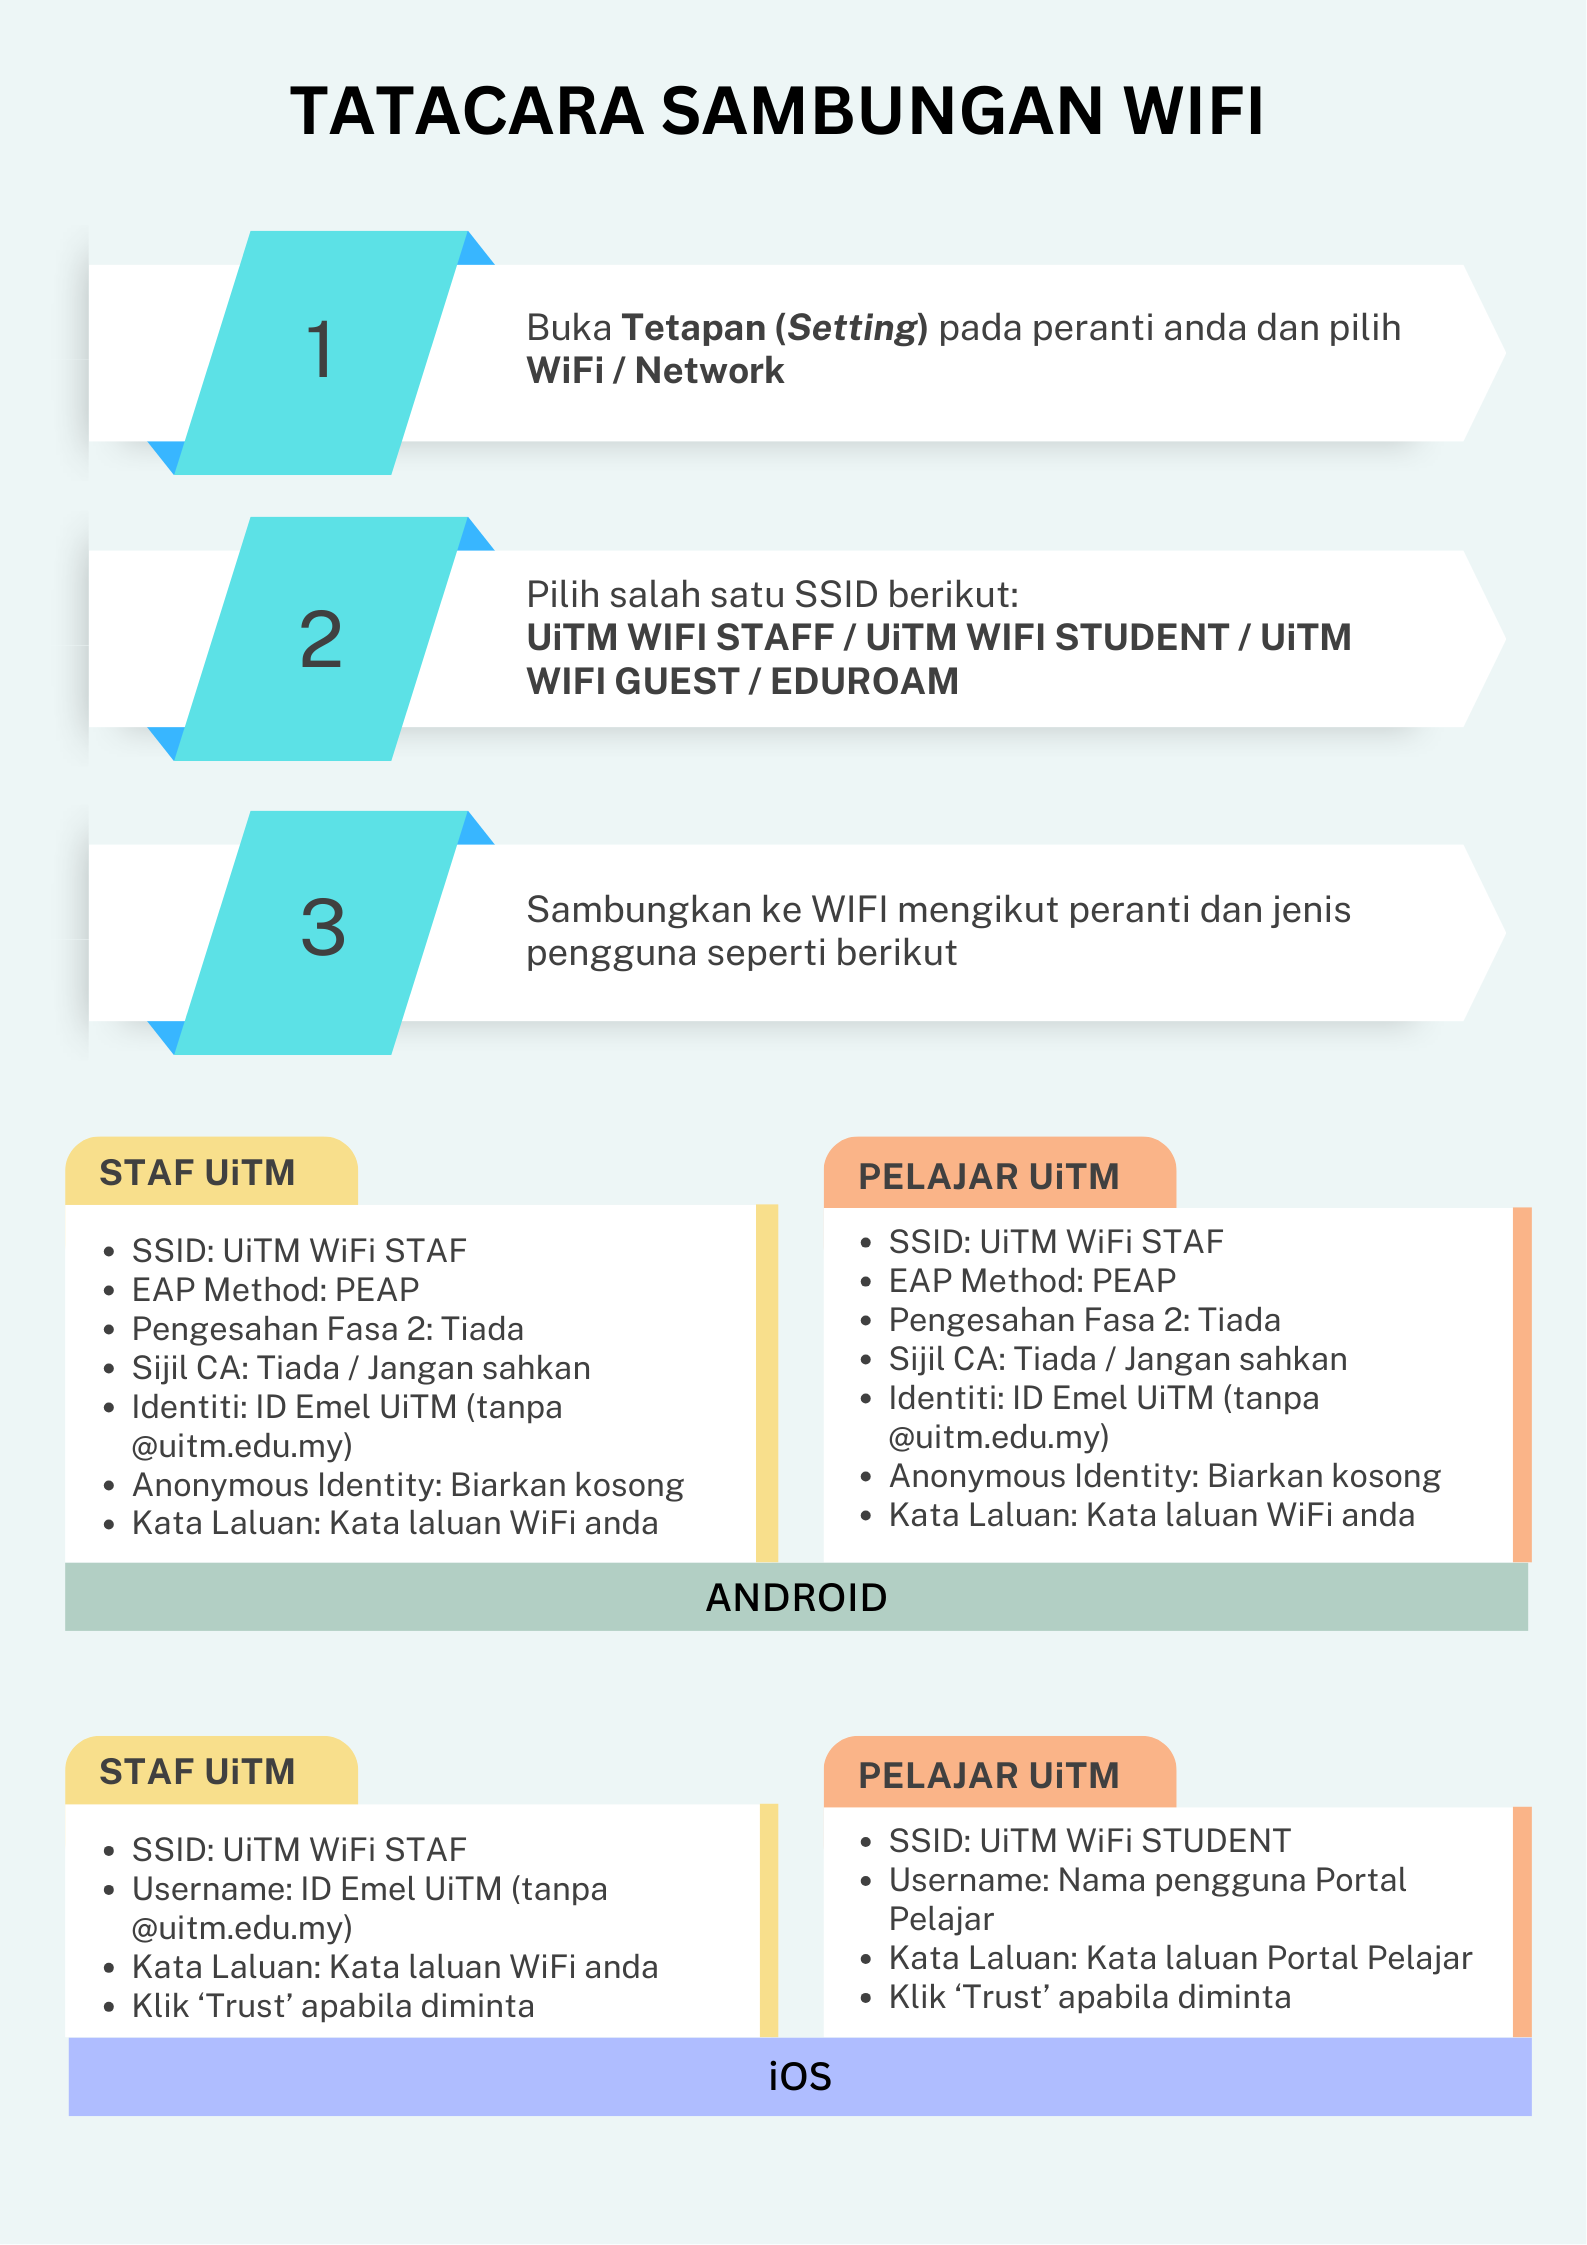 TATACARA SAMBUNGAN WIFI
1
Buka Tetapan (Setting) pada peranti anda dan pilih
WiFi / Network
2
Pilih salah satu SSID berikut:
UiTM WIFI STAFF / UiTM WIFI STUDENT / UiTM
WIFI GUEST / EDUROAM
3
Sambungkan ke WIFI mengikut peranti dan jenis
pengguna seperti berikut
STAF UiTM
• SSID: UiTM WiFi STAF
• EAP Method: PEAP
• Pengesahan Fasa 2: Tiada
• Sijil CA: Tiada / Jangan sahkan
• Identiti: ID Emel UiTM (tanpa
@uitm.edu.my)
• Anonymous Identity: Biarkan kosong
• Kata Laluan: Kata laluan WiFi anda
PELAJAR UiTM
• SSID: UiTM WiFi STAF
• EAP Method: PEAP
• Pengesahan Fasa 2: Tiada
• Sijil CA: Tiada / Jangan sahkan
• Identiti: ID Emel UiTM (tanpa
@uitm.edu.my)
• Anonymous Identity: Biarkan kosong
• Kata Laluan: Kata laluan WiFi anda
ANDROID
STAF UiTM
• SSID: UiTM WiFi STAF
• Username: ID Emel UiTM (tanpa
@uitm.edu.my)
• Kata Laluan: Kata laluan WiFi anda
• Klik ‘Trust’ apabila diminta
PELAJAR UiTM
• SSID: UiTM WiFi STUDENT
• Username: Nama pengguna Portal
Pelajar
• Kata Laluan: Kata laluan Portal Pelajar
• Klik ‘Trust’ apabila diminta
iOS